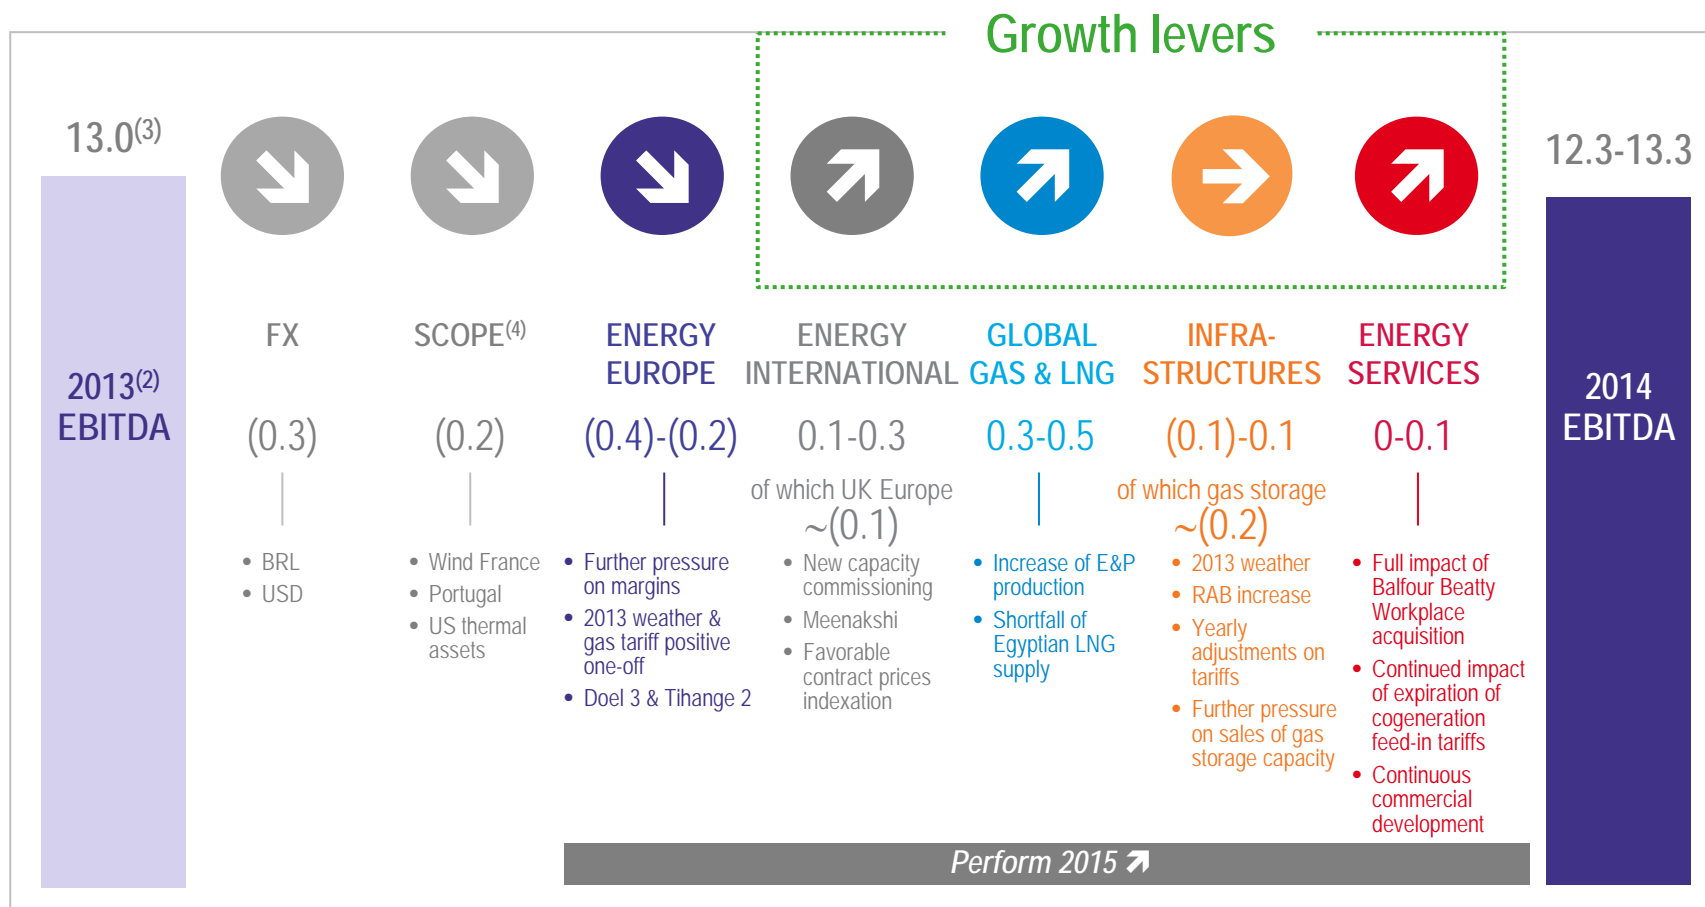 Growth levers
13.0(3)
12.3-13.3
2013(2)
EBITDA
FX
(0.3)
• BRL
• USD
SCOPE(4)
(0.2)
• Wind France
• Portugal
• US thermal
assets
ENERGY
EUROPE
(0.4)-(0.2)
• Further pressure
on margins
• 2013 weather &
gas tariff positive
one-off
• Doel 3 & Tihange 2
ENERGY
INTERNATIONAL
0.1-0.3
of which UK Europe
~(0.1)
• New capacity
commissioning
• Meenakshi
• Favorable
contract prices
indexation
GLOBAL
GAS & LNG
0.3-0.5
• Increase of E&P
production
• Shortfall of
Egyptian LNG
supply
INFRA-
STRUCTURES
(0.1)-0.1
of which gas storage
~(0.2)
• 2013 weather
• RAB increase
• Yearly
adjustments on
tariffs
• Further pressure
on sales of gas
storage capacity
ENERGY
SERVICES
0-0.1
• Full impact of
Balfour Beatty
Workplace
acquisition
• Continued impact
of expiration of
cogeneration
feed-in tariffs
• Continuous
commercial
development
2014
EBITDA
Perform 2015